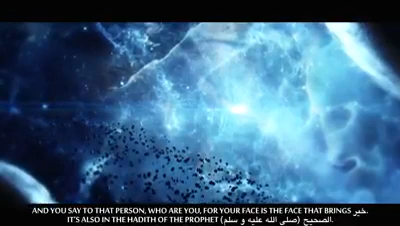 AND YOU SAY TO THAT PERSON, WHO ARE YOU, FOR YOUR FACE IS THE FACE THAT BRINGS خير.
IT'S ALSO IN THE HADITH OF THE PROPHET (صلى الله عليه و سلم) الصحيح.